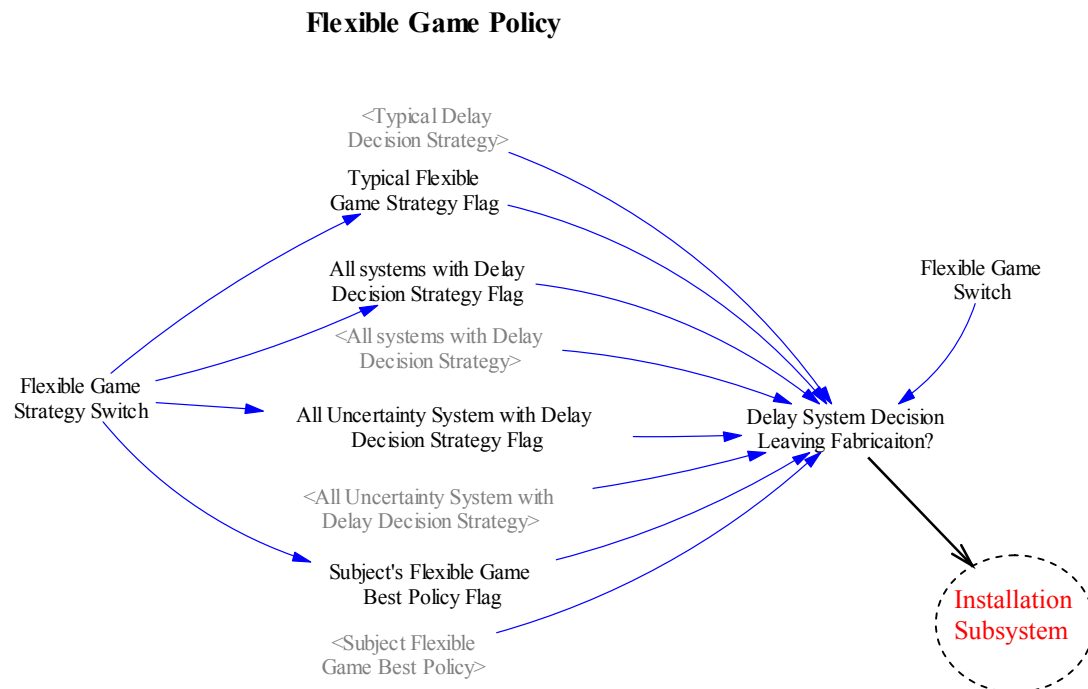 Flexible Game Policy
<Typical Delay
Decision Strategy>
Typical Flexible
Game Strategy Flag
All systems with Delay
Decision Strategy Flag
<All systems with Delay
Decision Strategy>
Flexible Game
Switch
Flexible Game
Strategy Switch
All Uncertainty System with Delay
Decision Strategy Flag
Delay System Decision
Leaving Fabricaiton?
<All Uncertainty System with
Delay Decision Strategy>
Subject's Flexible Game
Best Policy Flag
<Subject Flexible
Game Best Policy>
Installation
Subsystem